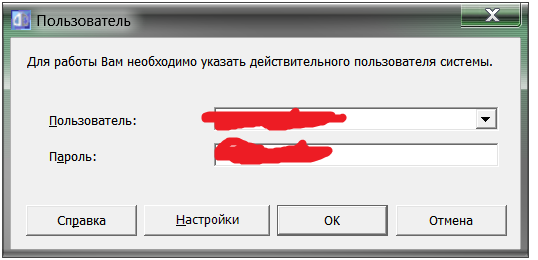 Пользователь
Для работы Вам необходимо указать действительного пользователя системы.
Пользователь:
Пароль:
Справка
Настройки
OK
Отмена